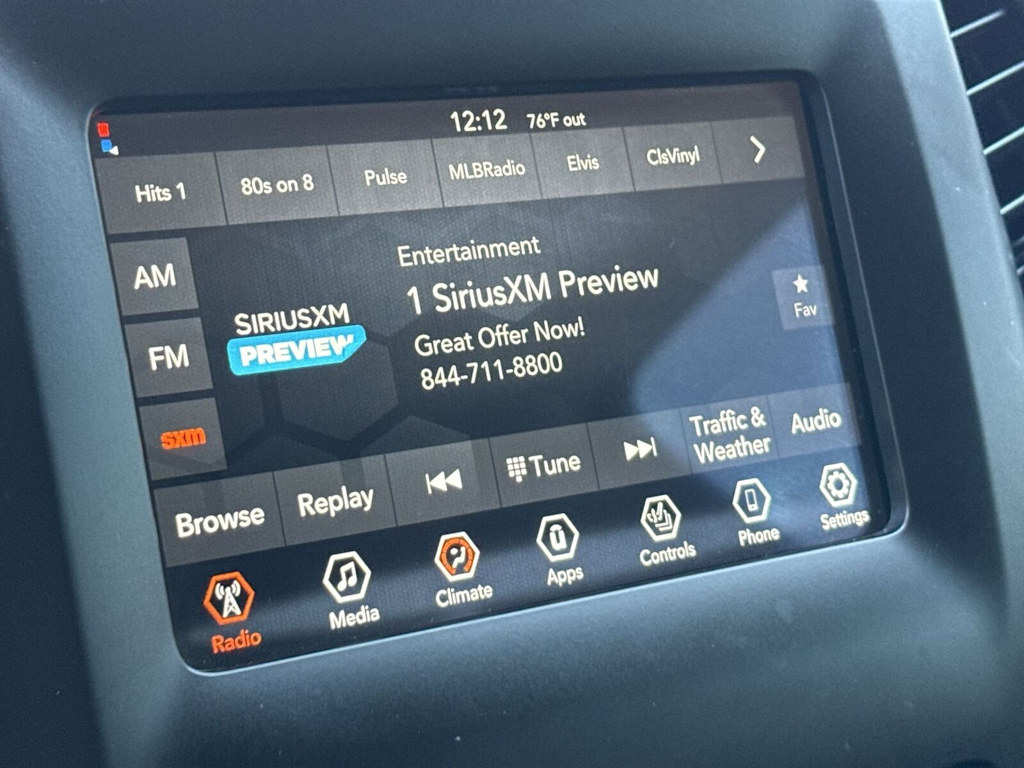 12:12 76°F out
Hits 1 80s on 8 Pulse MLBRadio Elvis ClsVinyl
AM
FM
sxm
SIRIUSXM
PREVIEW
Entertainment
1 SiriusXM Preview
Great Offer Now!
844-711-8800
Fav
Browse Replay Tune Traffic & Weather Audio
Radio Media Climate Apps Controls Phone Settings